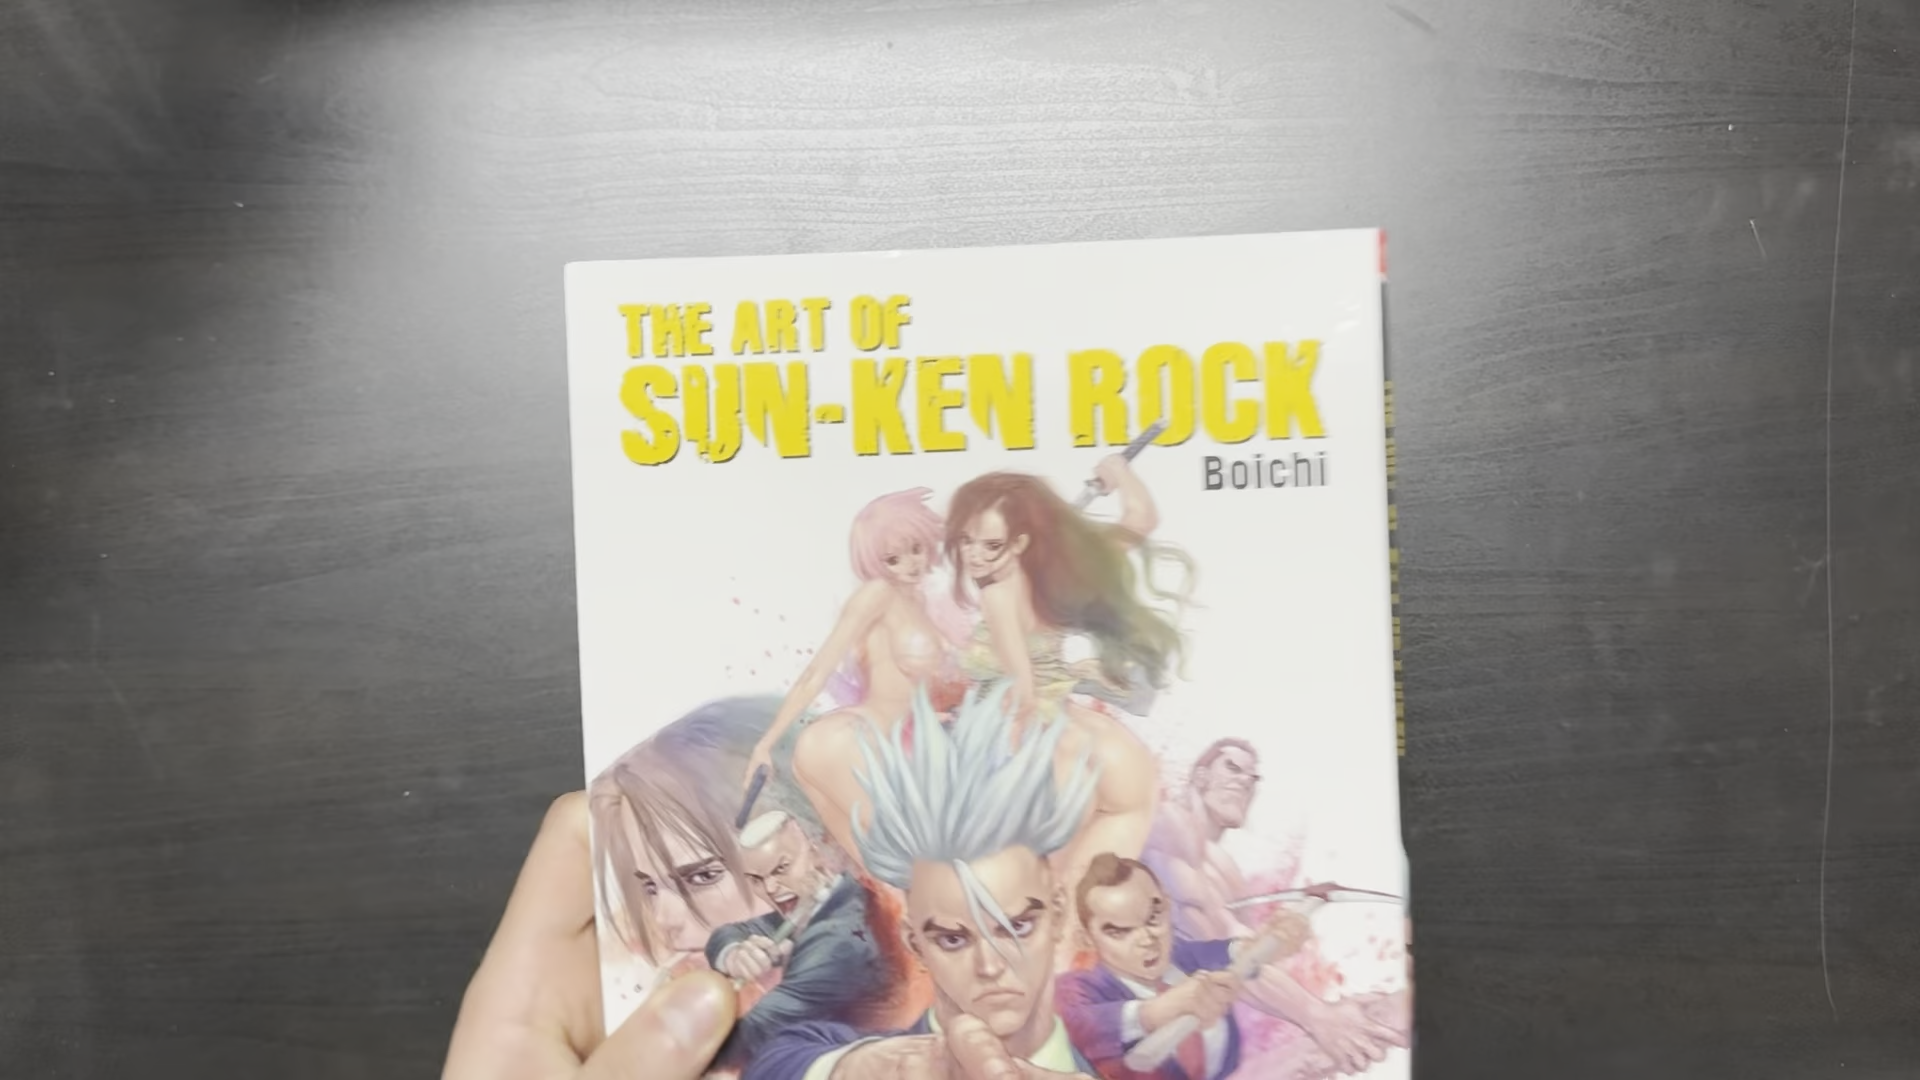 THE ART OF
SUN-KEN ROCK
Boichi